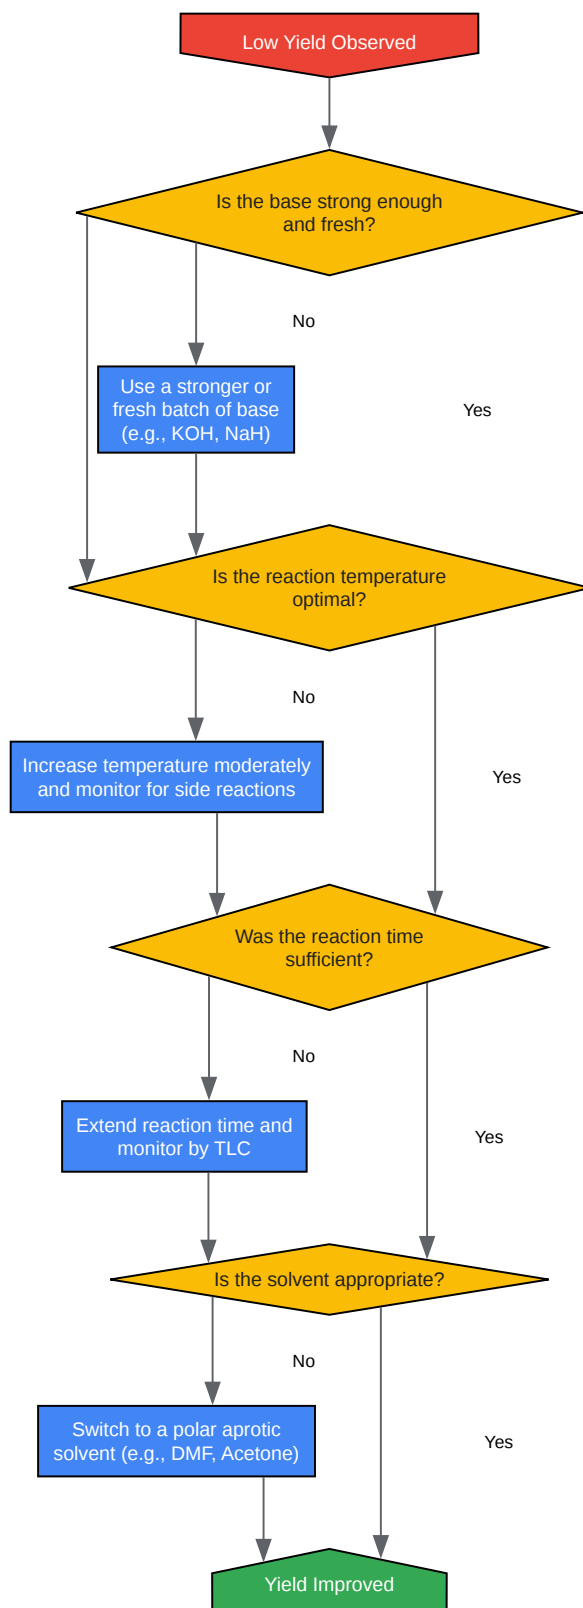 Low Yield Observed
Is the base strong enough
and fresh?
No
Use a stronger or
fresh batch of base
(e.g., KOH, NaH)
Yes
Is the reaction temperature
optimal?
No
Increase temperature moderately
and monitor for side reactions
Yes
Was the reaction time
sufficient?
No
Extend reaction time and
monitor by TLC
Yes
Is the solvent appropriate?
No
Switch to a polar aprotic
solvent (e.g., DMF, Acetone)
Yes
Yield Improved